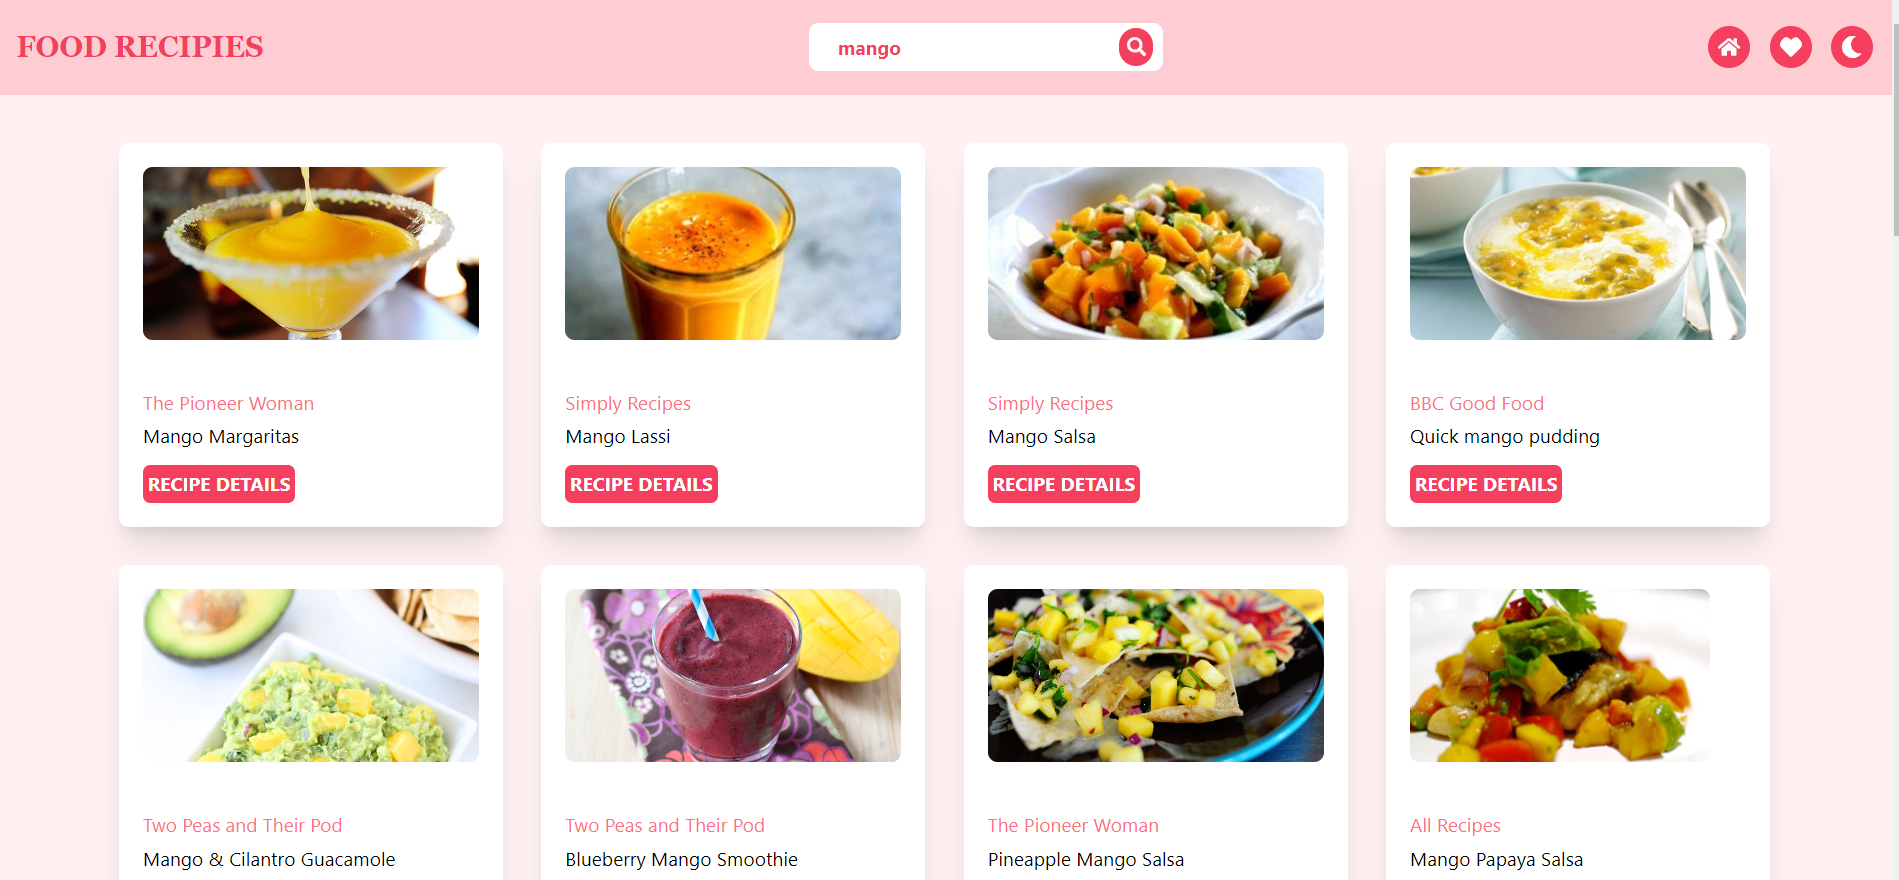 FOOD RECIPIES
mango
The Pioneer Woman
Mango Margaritas
RECIPE DETAILS
Simply Recipes
Mango Lassi
RECIPE DETAILS
Simply Recipes
Mango Salsa
RECIPE DETAILS
BBC Good Food
Quick mango pudding
RECIPE DETAILS
Two Peas and Their Pod
Mango & Cilantro Guacamole
Two Peas and Their Pod
Blueberry Mango Smoothie
The Pioneer Woman
Pineapple Mango Salsa
All Recipes
Mango Papaya Salsa